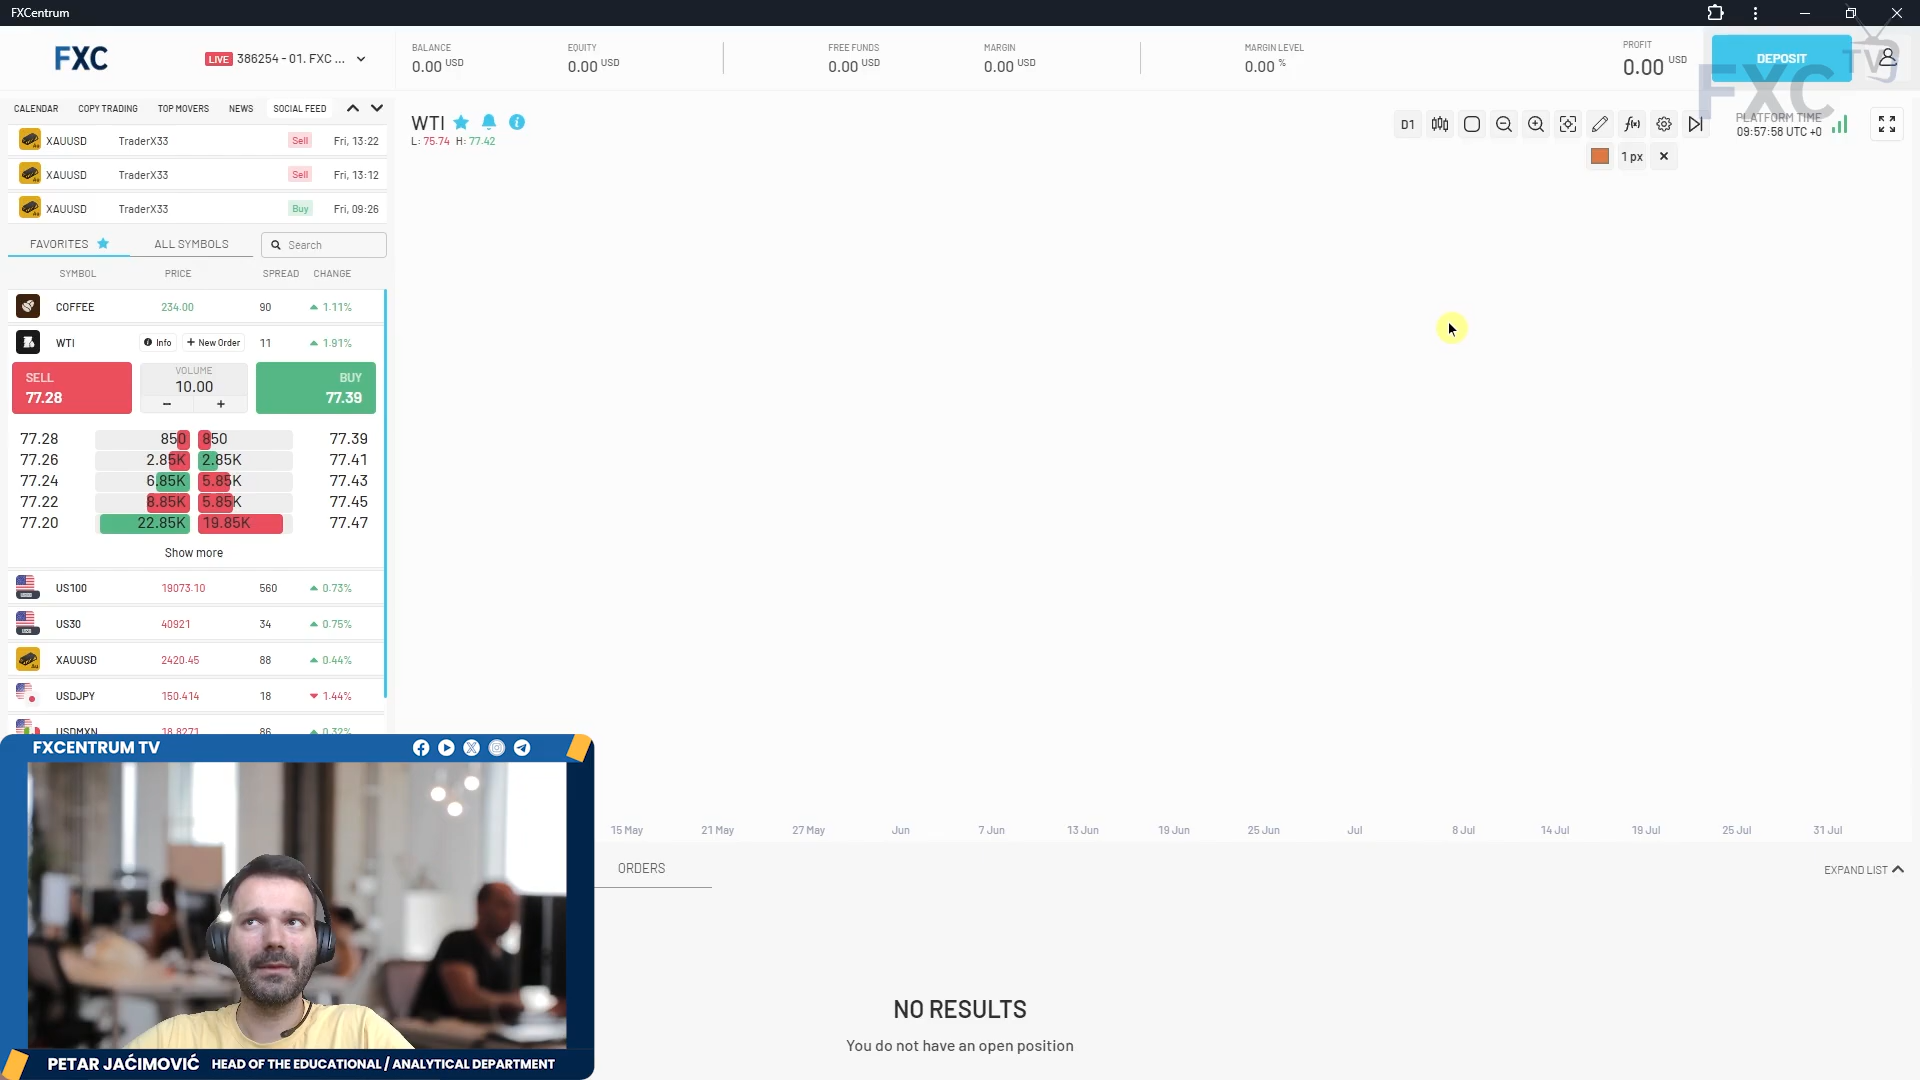 FXCentrum
FXC
LIVE 386254 - 01. FXC ...
BALANCE
0.00 USD
EQUITY
0.00 USD
FREE FUNDS
0.00 USD
MARGIN
0.00 USD
MARGIN LEVEL
0.00 %
PROFIT
0.00 USD
DEPOSIT
FXC TV
CALENDAR COPY TRADING TOP MOVERS NEWS SOCIAL FEED
XAUUSD TraderX33 Sell Fri, 13:22
XAUUSD TraderX33 Sell Fri, 13:12
XAUUSD TraderX33 Buy Fri, 09:26
FAVORITES ALL SYMBOLS Search
SYMBOL PRICE SPREAD CHANGE
COFFEE 234.00 90 1.11%
WTI Info + New Order 11 1.91%
SELL
77.28
VOLUME
10.00
- +
BUY
77.39
77.28 850 850 77.39
77.26 2.85K 2.85K 77.41
77.24 6.85K 5.85K 77.43
77.22 8.85K 5.85K 77.45
77.20 22.85K 19.85K 77.47
Show more
US100 19073.10 560 0.73%
US30 40921 34 0.75%
XAUUSD 2420.45 88 0.44%
USDJPY 150.414 18 1.44%
USDMXN 18.8271 86 0.32%
WTI
L: 75.74 H: 77.42
D1
f(x)
PLATFORM TIME
09:57:58 UTC +0
1 px
15 May 21 May 27 May Jun 7 Jun 13 Jun 19 Jun 25 Jun Jul 8 Jul 14 Jul 19 Jul 25 Jul 31 Jul
ORDERS
EXPAND LIST
NO RESULTS
You do not have an open position
FXCENTRUM TV
PETAR JAĆIMOVIĆ HEAD OF THE EDUCATIONAL / ANALYTICAL DEPARTMENT